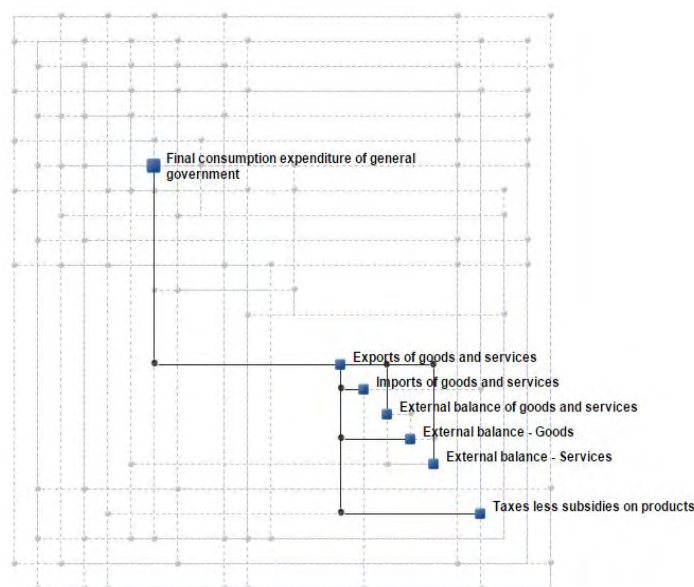 Final consumption expenditure of general
government
Exports of goods and services
Imports of goods and services
External balance of goods and services
External balance - Goods
External balance - Services
Taxes less subsidies on products